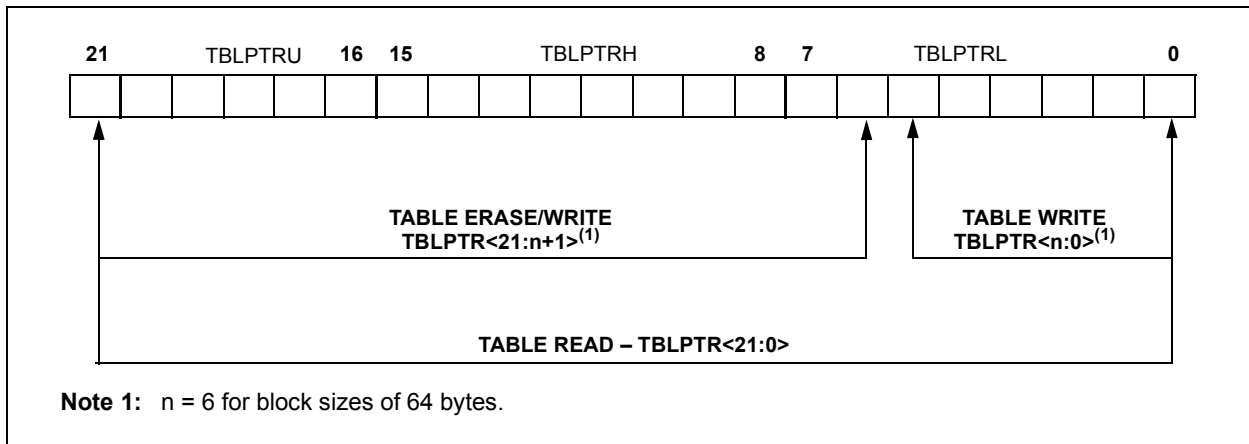 21 TBLPTRU 16 15 TBLPTRH 8 7 TBLPTRL 0
TABLE ERASE/WRITE
TBLPTR<21:n+1>(1)
TABLE WRITE
TBLPTR<n:0>(1)
TABLE READ – TBLPTR<21:0>
Note 1: n = 6 for block sizes of 64 bytes.